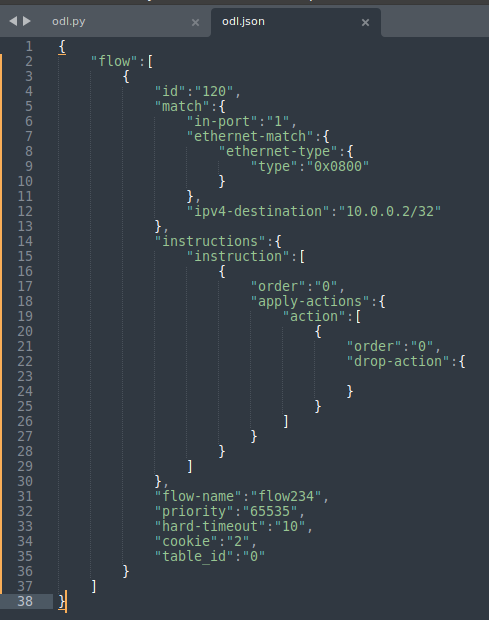 odl.py × odl.json ×
1 {
2 "flow":[
3 {
4 "id":"120",
5 "match":{
6 "in-port":"1",
7 "ethernet-match":{
8 "ethernet-type":{
9 "type":"0x0800"
10 }
11 },
12 "ipv4-destination":"10.0.0.2/32"
13 },
14 "instructions":{
15 "instruction":[
16 {
17 "order":"0",
18 "apply-actions":{
19 "action":[
20 {
21 "order":"0",
22 "drop-action":{
23
24 }
25 }
26 ]
27 }
28 }
29 ]
30 },
31 "flow-name":"flow234",
32 "priority":"65535",
33 "hard-timeout":"10",
34 "cookie":"2",
35 "table_id":"0"
36 }
37 ]
38 }